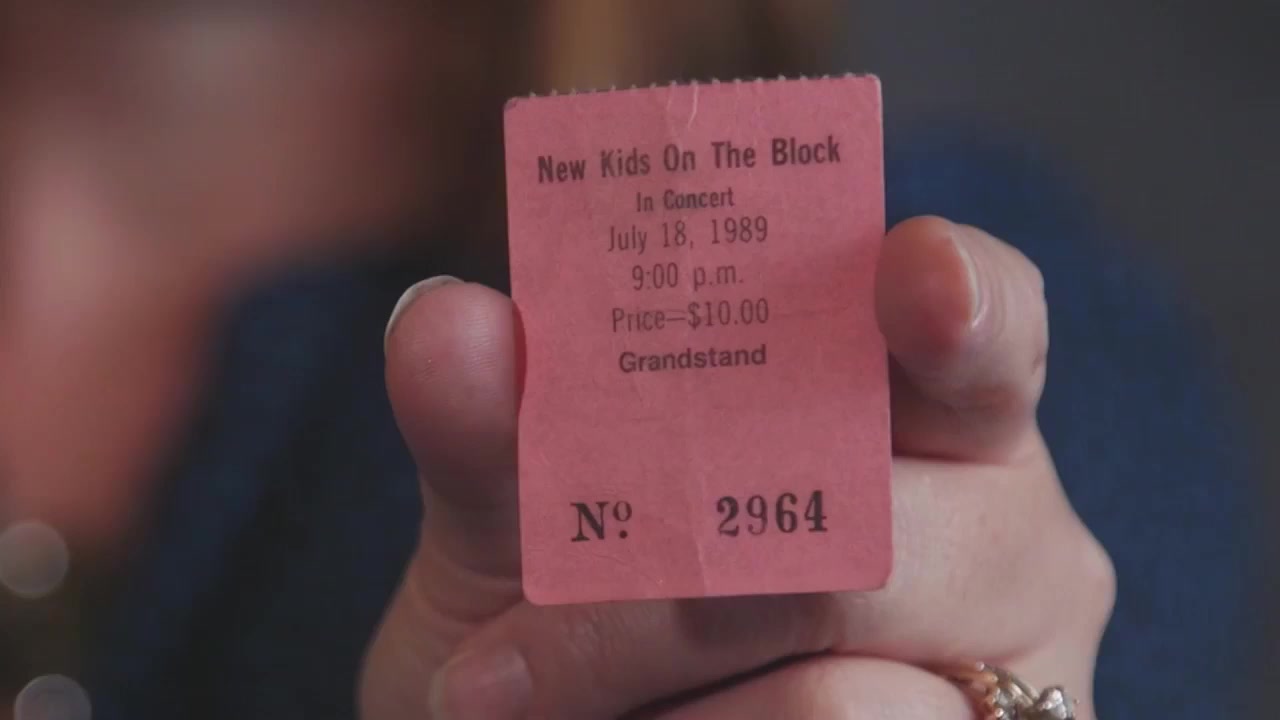 New Kids On The Block
In Concert
July 18, 1989
9:00 p.m.
Price—$10.00
Grandstand
Nº 2964